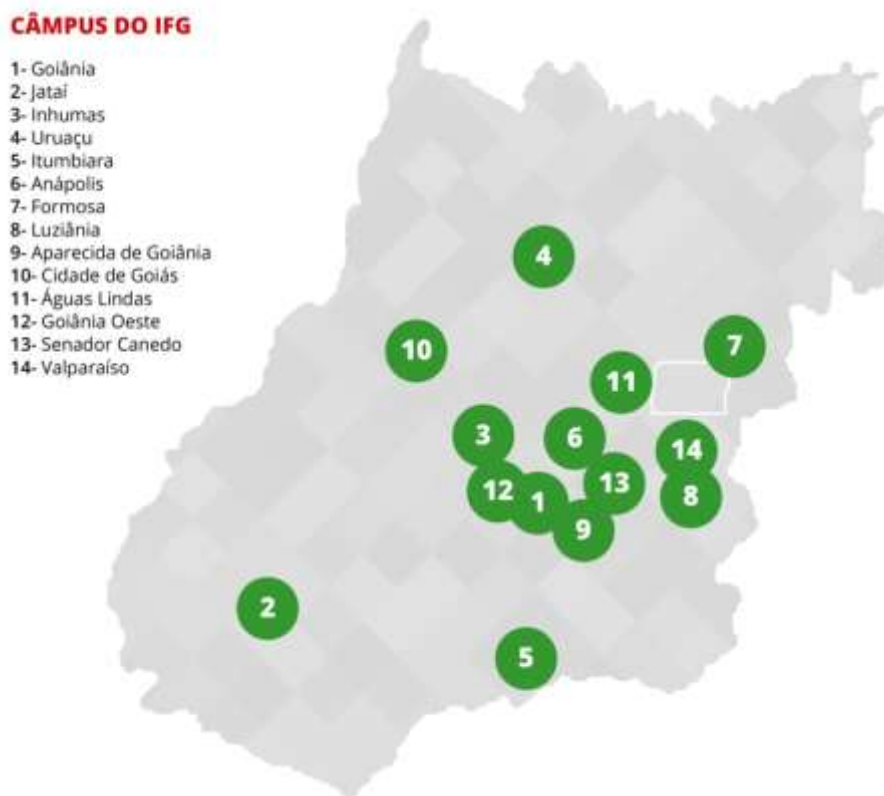 CÂMPUS DO IFG
1- Goiânia
2- Jataí
3- Inhumas
4- Uruaçu
5- Itumbiara
6- Anápolis
7- Formosa
8- Luziânia
9- Aparecida de Goiânia
10- Cidade de Goiás
11- Águas Lindas
12- Goiânia Oeste
13- Senador Canedo
14- Valparaíso
4
7
10
11
3
6
14
13
12
8
1
9
2
5